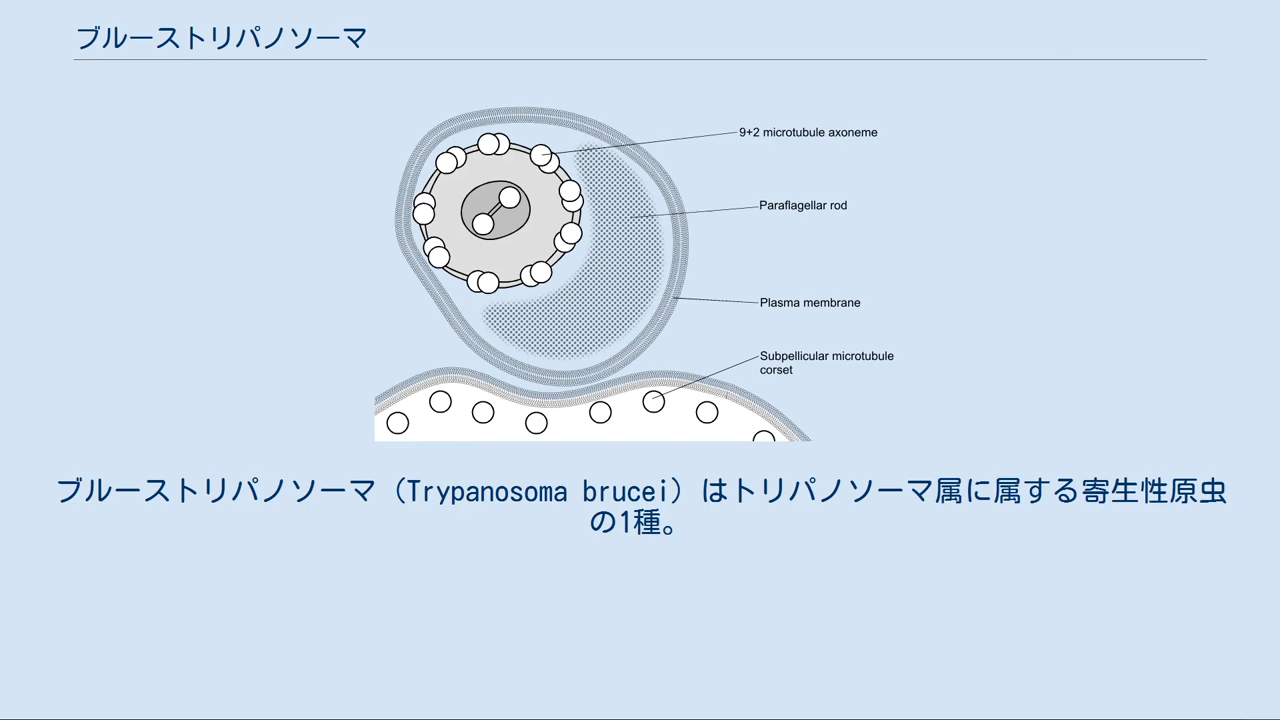 ブルーストリパノソーマ
9+2 microtubule axoneme
Paraflagellar rod
Plasma membrane
Subpellicular microtubule
corset
ブルーストリパノソーマ（Trypanosoma brucei）はトリパノソーマ属に属する寄生性原虫
の1種。